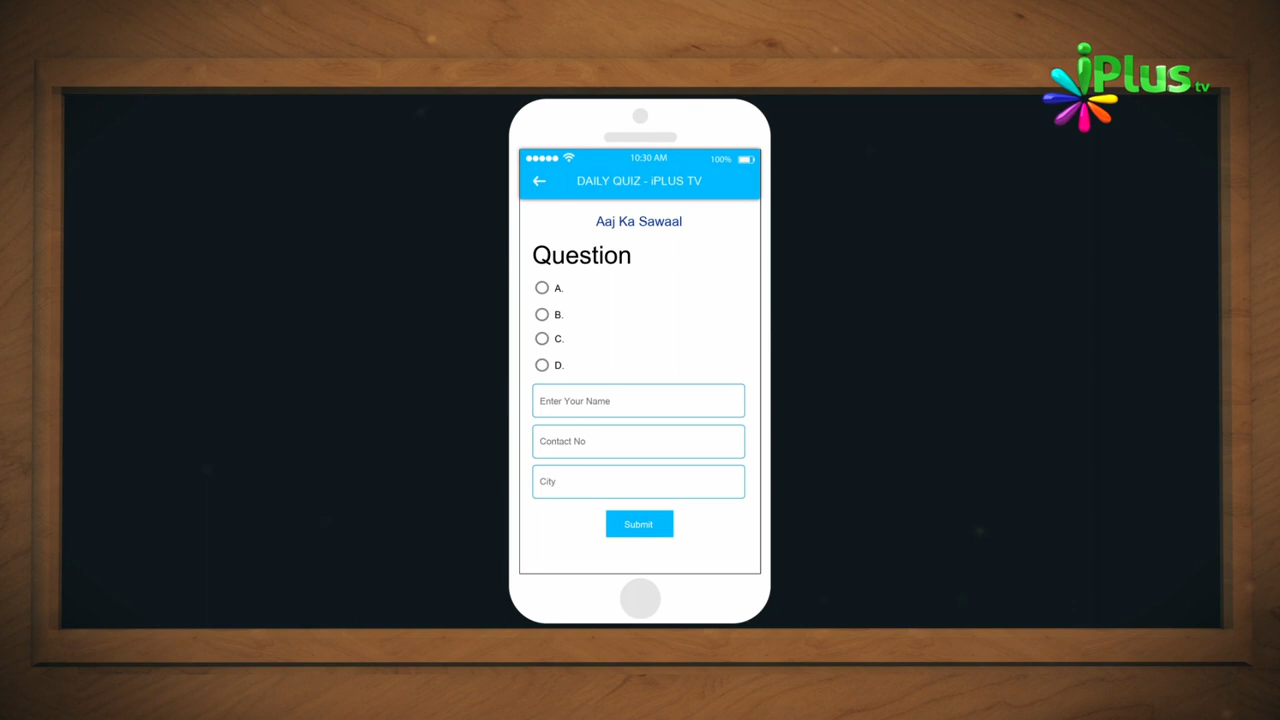 iPlus tv
10:30 AM
100%
DAILY QUIZ - iPLUS TV
Aaj Ka Sawaal
Question
A.
B.
C.
D.
Enter Your Name
Contact No
City
Submit